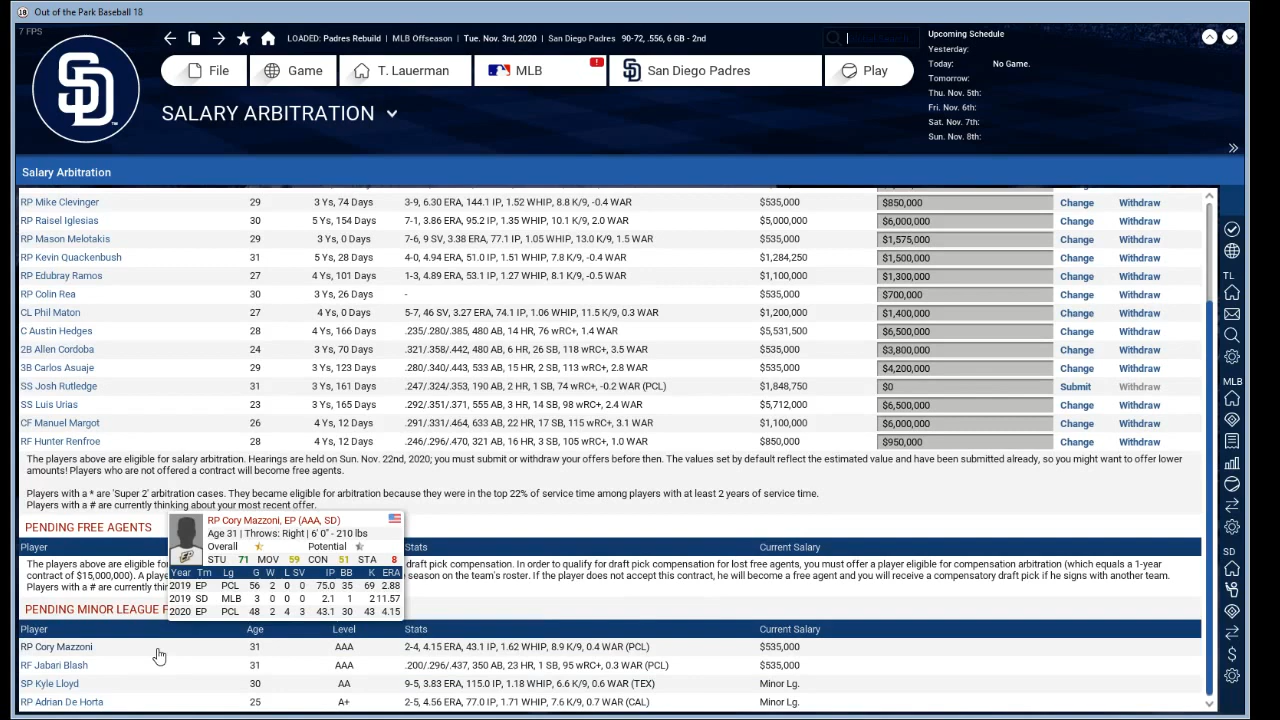 Out of the Park Baseball 18
7 FPS
LOADED: Padres Rebuild | MLB Offseason | Tue. Nov. 3rd, 2020 | San Diego Padres 90-72, .556, 6 GB - 2nd
Upcoming Schedule
Yesterday:
Today: No Game.
Tomorrow:
Thu. Nov. 5th:
Fri. Nov. 6th:
Sat. Nov. 7th:
Sun. Nov. 8th:
File Game T. Lauerman MLB San Diego Padres Play
SALARY ARBITRATION
Salary Arbitration
RP Mike Clevinger 29 3 Ys, 74 Days 3-9, 6.30 ERA, 144.1 IP, 1.52 WHIP, 8.8 K/9, -0.4 WAR $535,000 $850,000 Change Withdraw
RP Raisel Iglesias 30 5 Ys, 154 Days 7-1, 3.86 ERA, 95.2 IP, 1.35 WHIP, 10.1 K/9, 2.0 WAR $5,000,000 $6,000,000 Change Withdraw
RP Mason Melotakis 29 3 Ys, 0 Days 7-6, 9 SV, 3.38 ERA, 77.1 IP, 1.05 WHIP, 13.0 K/9, 1.5 WAR $535,000 $1,575,000 Change Withdraw
RP Kevin Quackenbush 31 5 Ys, 28 Days 4-0, 4.94 ERA, 51.0 IP, 1.51 WHIP, 7.8 K/9, -0.4 WAR $1,284,250 $1,500,000 Change Withdraw
RP Edubray Ramos 27 4 Ys, 101 Days 1-3, 4.89 ERA, 53.1 IP, 1.27 WHIP, 8.1 K/9, -0.5 WAR $1,100,000 $1,300,000 Change Withdraw
RP Colin Rea 30 3 Ys, 26 Days - $535,000 $700,000 Change Withdraw
CL Phil Maton 27 4 Ys, 0 Days 5-7, 46 SV, 3.27 ERA, 74.1 IP, 1.06 WHIP, 11.5 K/9, 0.3 WAR $1,200,000 $1,400,000 Change Withdraw
C Austin Hedges 28 4 Ys, 166 Days .235/.280/.385, 480 AB, 14 HR, 76 wRC+, 1.4 WAR $5,531,500 $6,500,000 Change Withdraw
2B Allen Cordoba 24 3 Ys, 70 Days .321/.358/.442, 480 AB, 6 HR, 26 SB, 118 wRC+, 3.5 WAR $535,000 $3,800,000 Change Withdraw
3B Carlos Asuaje 29 3 Ys, 123 Days .280/.340/.443, 533 AB, 15 HR, 2 SB, 113 wRC+, 2.8 WAR $535,000 $4,200,000 Change Withdraw
SS Josh Rutledge 31 3 Ys, 161 Days .247/.324/.353, 190 AB, 2 HR, 1 SB, 74 wRC+, -0.2 WAR (PCL) $1,848,750 $0 Submit Withdraw
SS Luis Urias 23 3 Ys, 165 Days .292/.351/.371, 555 AB, 3 HR, 14 SB, 98 wRC+, 2.4 WAR $5,712,000 $6,500,000 Change Withdraw
CF Manuel Margot 26 4 Ys, 12 Days .291/.331/.464, 633 AB, 22 HR, 17 SB, 115 wRC+, 3.1 WAR $1,100,000 $6,000,000 Change Withdraw
RF Hunter Renfroe 28 4 Ys, 12 Days .246/.296/.470, 321 AB, 16 HR, 3 SB, 105 wRC+, 1.0 WAR $850,000 $950,000 Change Withdraw
The players above are eligible for salary arbitration. Hearings are held on Sun. Nov. 22nd, 2020; you must submit or withdraw your offers before then. The values set by default reflect the estimated value and have been submitted already, so you might want to offer lower
amounts! Players who are not offered a contract will become free agents.
Players with a * are 'Super 2' arbitration cases. They became eligible for arbitration because they were in the top 22% of service time among players with at least 2 years of service time.
Players with a # are currently thinking about your most recent offer.
PENDING FREE AGENTS
Player Stats Current Salary
The players above are eligible fo draft pick compensation. In order to qualify for draft pick compensation for lost free agents, you must offer a player eligible for compensation arbitration (which equals a 1-year
contract of $15,000,000). A playe season on the team's roster. If the player does not accept this contract, he will become a free agent and you will receive a compensatory draft pick if he signs with another team.
Players with a # are currently thin
RP Cory Mazzoni, EP (AAA, SD)
Age 31 | Throws: Right | 6' 0" - 210 lbs
Overall Potential
STU 71 MOV 59 CON 51 STA 8
Year Tm Lg G W L SV IP BB K ERA
2019 EP PCL 56 2 0 0 75.0 35 69 2.88
2019 SD MLB 3 0 0 0 2.1 1 2 11.57
2020 EP PCL 48 2 4 3 43.1 30 43 4.15
PENDING MINOR LEAGUE F
Player Age Level Stats Current Salary
RP Cory Mazzoni 31 AAA 2-4, 4.15 ERA, 43.1 IP, 1.62 WHIP, 8.9 K/9, 0.4 WAR (PCL) $535,000
RF Jabari Blash 31 AAA .200/.296/.437, 350 AB, 23 HR, 1 SB, 95 wRC+, 0.3 WAR (PCL) $535,000
SP Kyle Lloyd 30 AA 9-5, 3.83 ERA, 115.0 IP, 1.18 WHIP, 6.6 K/9, 0.6 WAR (TEX) Minor Lg.
RP Adrian De Horta 25 A+ 2-5, 4.56 ERA, 77.0 IP, 1.71 WHIP, 7.6 K/9, 0.7 WAR (CAL) Minor Lg.
TL
MLB
SD